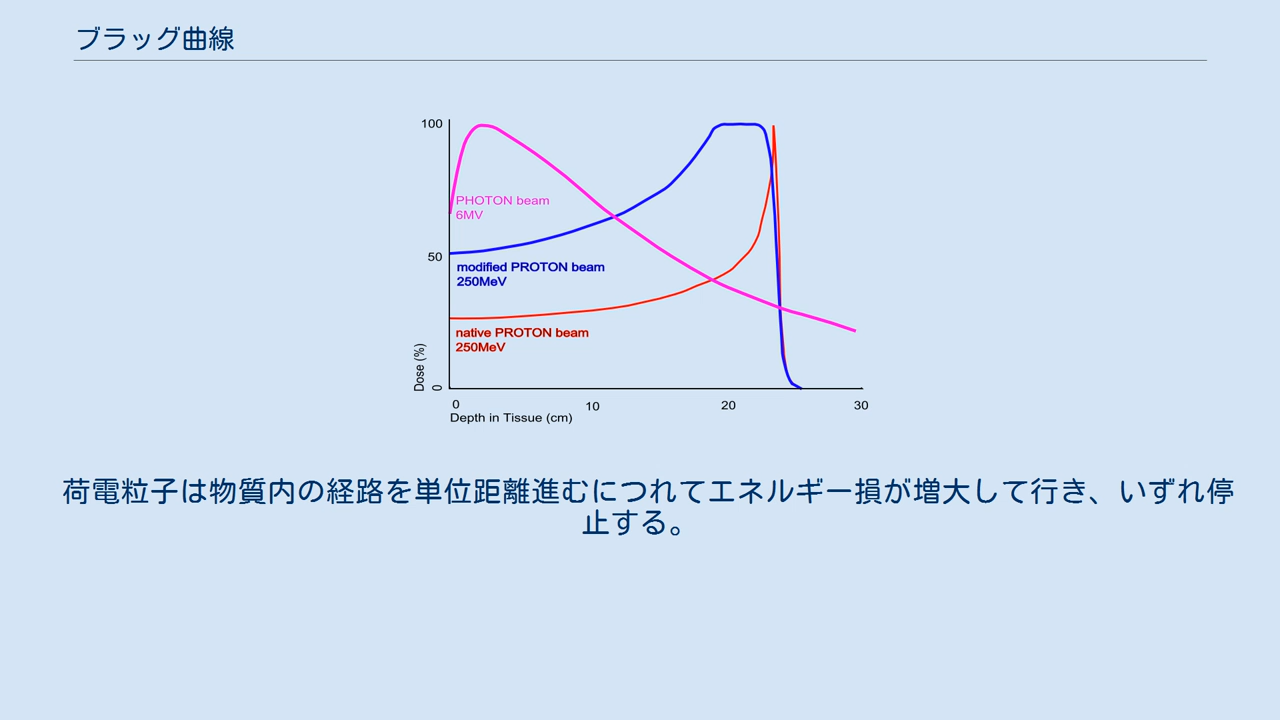 ブラッグ曲線
100
PHOTON beam
6MV
50
modified PROTON beam
250MeV
native PROTON beam
250MeV
Dose (%)
0
0
10
20
30
Depth in Tissue (cm)
荷電粒子は物質内の経路を単位距離進むにつれてエネルギー損が増大して行き、いずれ停
止する。